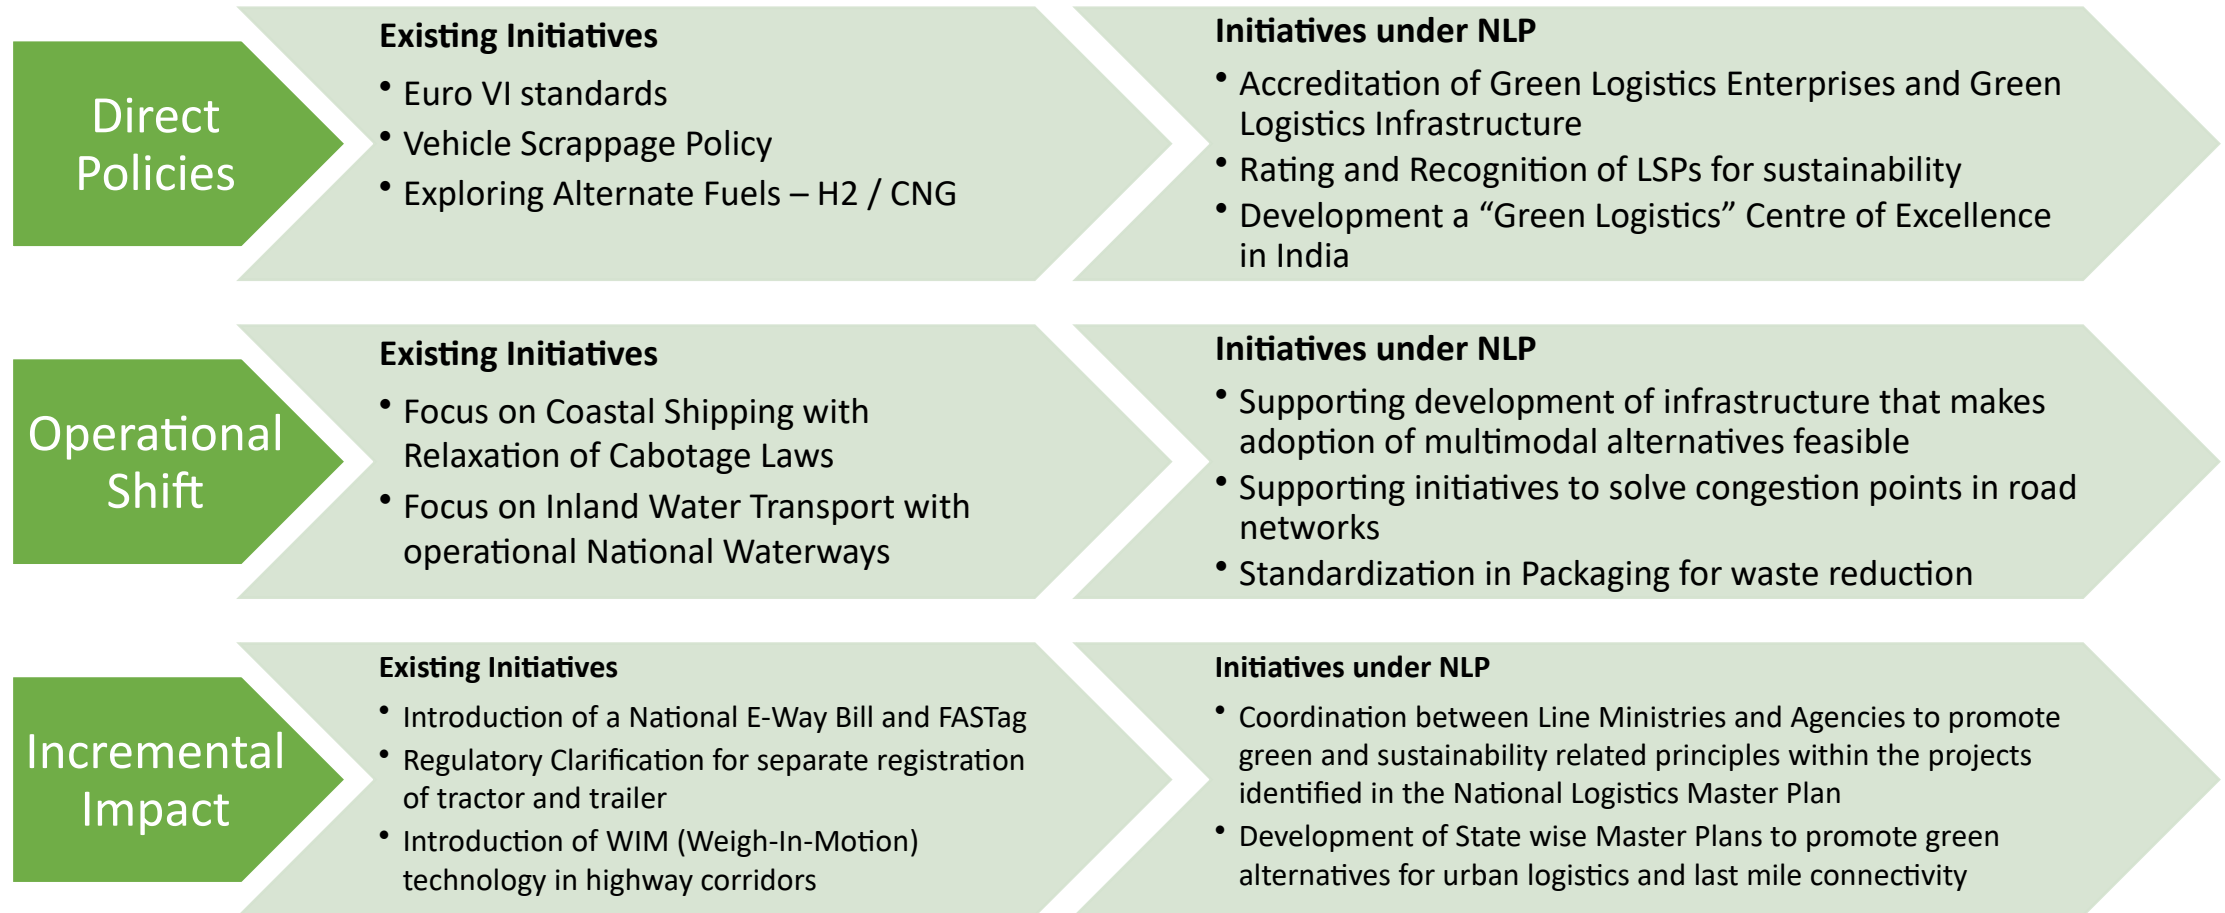 Direct
Policies
Existing Initiatives
• Euro VI standards
• Vehicle Scrappage Policy
• Exploring Alternate Fuels – H2 / CNG
Initiatives under NLP
• Accreditation of Green Logistics Enterprises and Green
Logistics Infrastructure
• Rating and Recognition of LSPs for sustainability
• Development a “Green Logistics” Centre of Excellence
in India
Operational
Shift
Existing Initiatives
• Focus on Coastal Shipping with
Relaxation of Cabotage Laws
• Focus on Inland Water Transport with
operational National Waterways
Initiatives under NLP
• Supporting development of infrastructure that makes
adoption of multimodal alternatives feasible
• Supporting initiatives to solve congestion points in road
networks
• Standardization in Packaging for waste reduction
Incremental
Impact
Existing Initiatives
• Introduction of a National E-Way Bill and FASTag
• Regulatory Clarification for separate registration
of tractor and trailer
• Introduction of WIM (Weigh-In-Motion)
technology in highway corridors
Initiatives under NLP
• Coordination between Line Ministries and Agencies to promote
green and sustainability related principles within the projects
identified in the National Logistics Master Plan
• Development of State wise Master Plans to promote green
alternatives for urban logistics and last mile connectivity